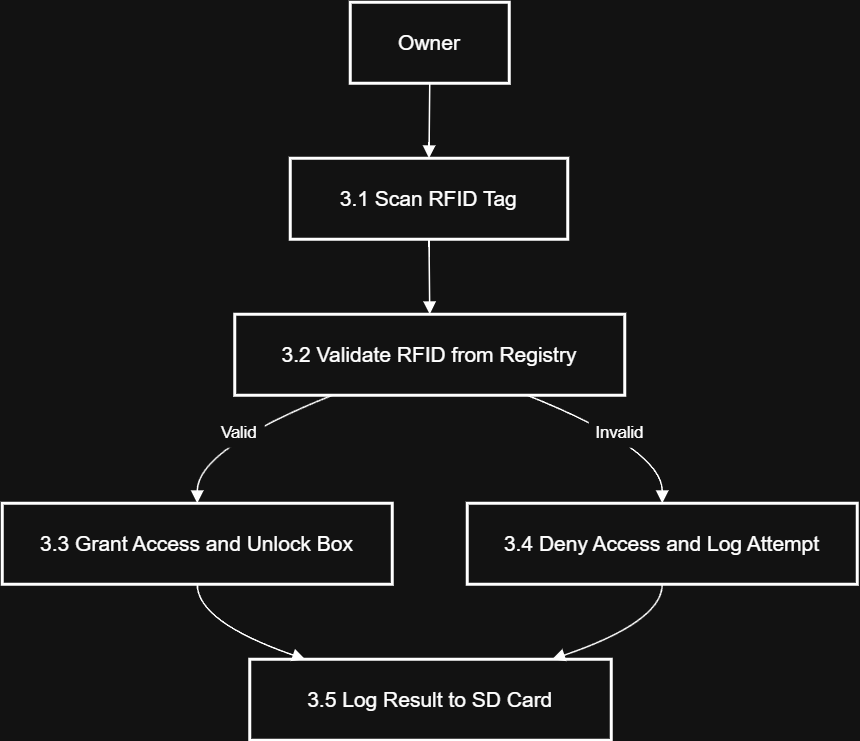 Owner
3.1 Scan RFID Tag
3.2 Validate RFID from Registry
Valid
Invalid
3.3 Grant Access and Unlock Box
3.4 Deny Access and Log Attempt
3.5 Log Result to SD Card